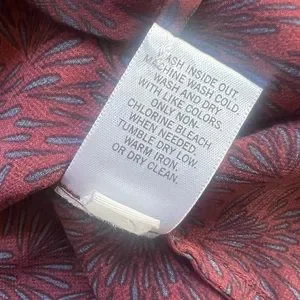 WASH INSIDE OUT.
MACHINE WASH COLD
WASH AND DRY
WITH LIKE COLORS.
ONLY NON-
CHLORINE BLEACH
WHEN NEEDED.
TUMBLE DRY LOW.
WARM IRON.
OR DRY CLEAN.